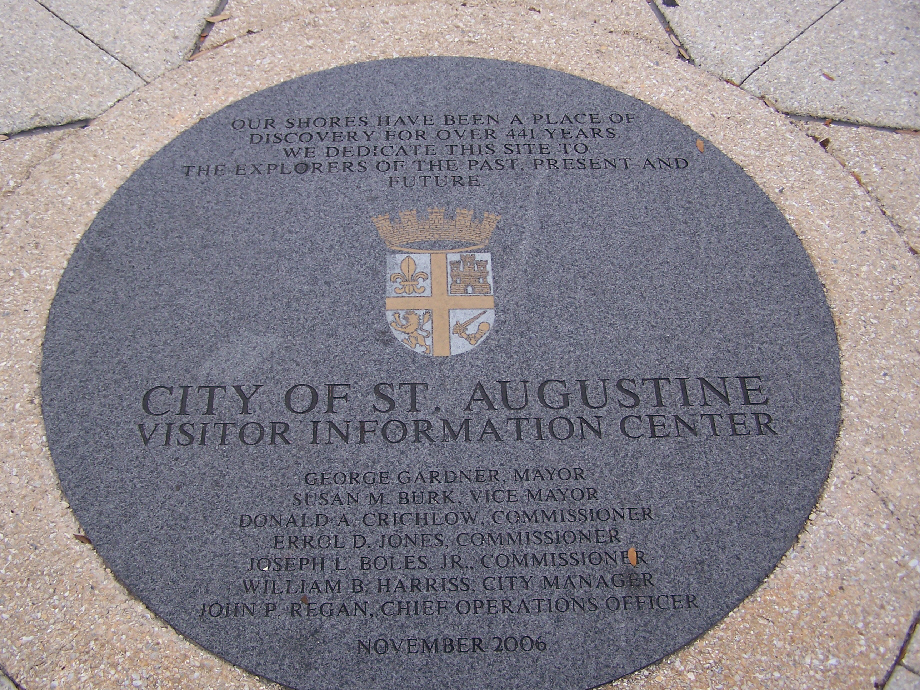 OUR SHORES HAVE BEEN A PLACE OF
DISCOVERY FOR OVER 441 YEARS
WE DEDICATE THIS SITE TO
THE EXPLORERS OF THE PAST, PRESENT AND
FUTURE.
CITY OF ST. AUGUSTINE
VISITOR INFORMATION CENTER
GEORGE GARDNER, MAYOR
SUSAN M. BURK, VICE MAYOR
DONALD A. CRICHLOW, COMMISSIONER
ERROL D. JONES, COMMISSIONER
JOSEPH L. BOLES, JR., COMMISSIONER
WILLIAM B. HARRISS, CITY MANAGER
JOHN P. REGAN, CHIEF OPERATIONS OFFICER
NOVEMBER 2006